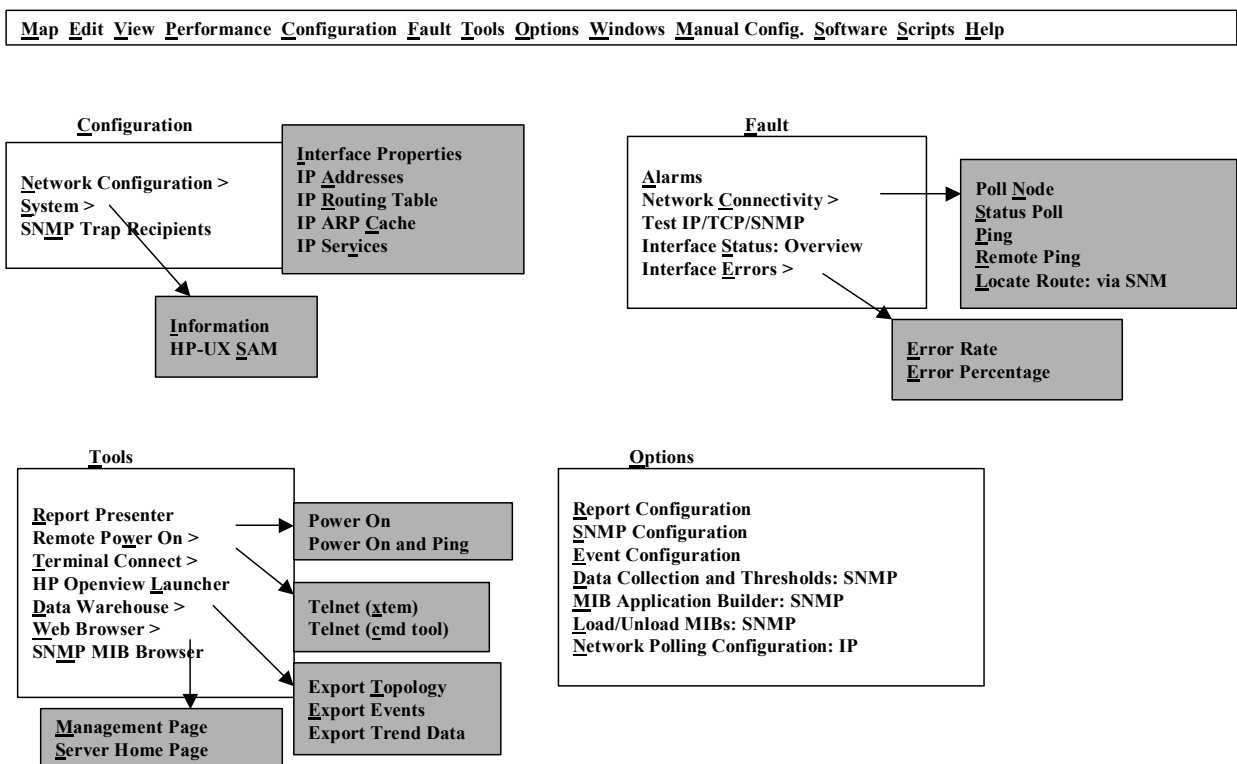 Map Edit View Performance Configuration Fault Tools Options Windows Manual Config. Software Scripts Help
Configuration
Network Configuration >
System >
SNMP Trap Recipients
Interface Properties
IP Addresses
IP Routing Table
IP ARP Cache
IP Services
Information
HP-UX SAM
Fault
Alarms
Network Connectivity >
Test IP/TCP/SNMP
Interface Status: Overview
Interface Errors >
Poll Node
Status Poll
Ping
Remote Ping
Locate Route: via SNM
Error Rate
Error Percentage
Tools
Report Presenter
Remote Power On >
Terminal Connect >
HP Openview Launcher
Data Warehouse >
Web Browser >
SNMP MIB Browser
Power On
Power On and Ping
Telnet (xtem)
Telnet (cmd tool)
Export Topology
Export Events
Export Trend Data
Management Page
Server Home Page
Options
Report Configuration
SNMP Configuration
Event Configuration
Data Collection and Thresholds: SNMP
MIB Application Builder: SNMP
Load/Unload MIBs: SNMP
Network Polling Configuration: IP